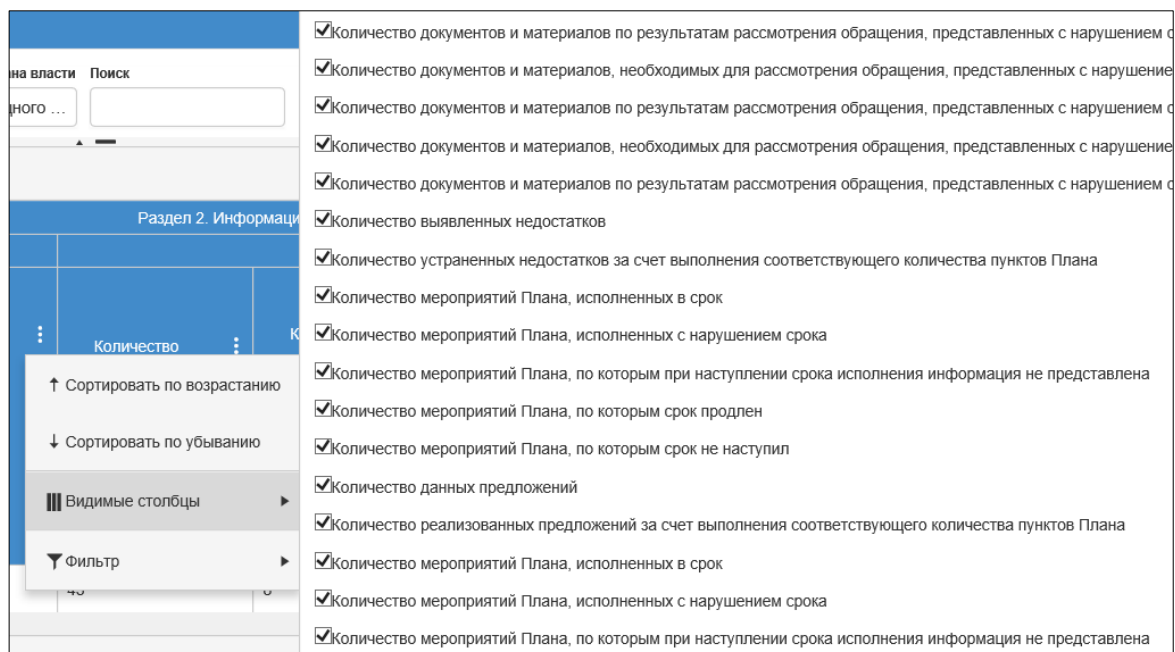 ана власти Поиск
дного ...
Раздел 2. Информаци
Количество
К
↑ Сортировать по возрастанию
↓ Сортировать по убыванию
Видимые столбцы
Фильтр
Количество документов и материалов по результатам рассмотрения обращения, представленных с нарушением с
Количество документов и материалов, необходимых для рассмотрения обращения, представленных с нарушение
Количество документов и материалов по результатам рассмотрения обращения, представленных с нарушением с
Количество документов и материалов, необходимых для рассмотрения обращения, представленных с нарушение
Количество документов и материалов по результатам рассмотрения обращения, представленных с нарушением с
Количество выявленных недостатков
Количество устраненных недостатков за счет выполнения соответствующего количества пунктов Плана
Количество мероприятий Плана, исполненных в срок
Количество мероприятий Плана, исполненных с нарушением срока
Количество мероприятий Плана, по которым при наступлении срока исполнения информация не представлена
Количество мероприятий Плана, по которым срок продлен
Количество мероприятий Плана, по которым срок не наступил
Количество данных предложений
Количество реализованных предложений за счет выполнения соответствующего количества пунктов Плана
Количество мероприятий Плана, исполненных в срок
Количество мероприятий Плана, исполненных с нарушением срока
Количество мероприятий Плана, по которым при наступлении срока исполнения информация не представлена